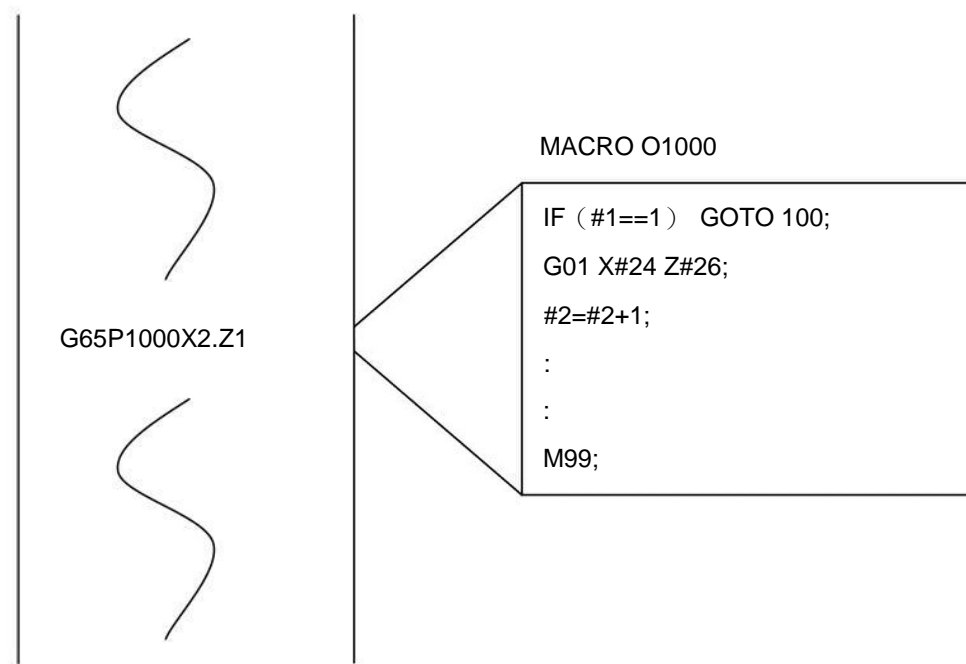 MACRO O1000
IF（#1==1） GOTO 100;
G01 X#24 Z#26;
#2=#2+1;
G65P1000X2.Z1
:
:
M99;